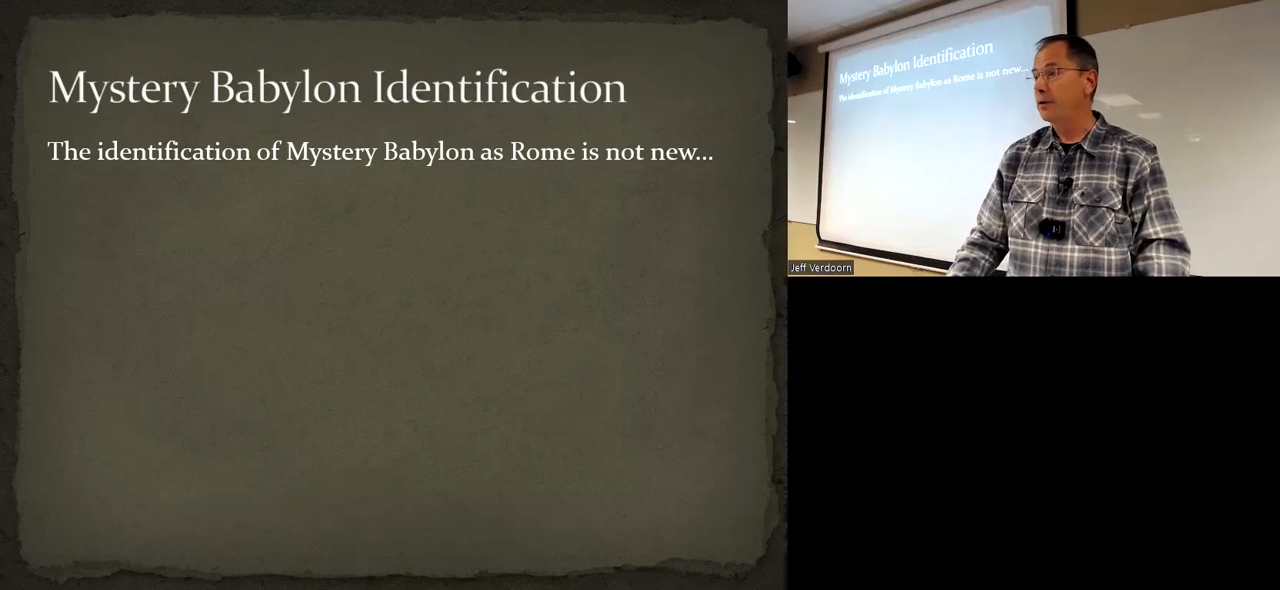 Mystery Babylon Identification
The identification of Mystery Babylon as Rome is not new...
Mystery Babylon Identification
The identification of Mystery Babylon as Rome is not new...
Jeff Verdoorn